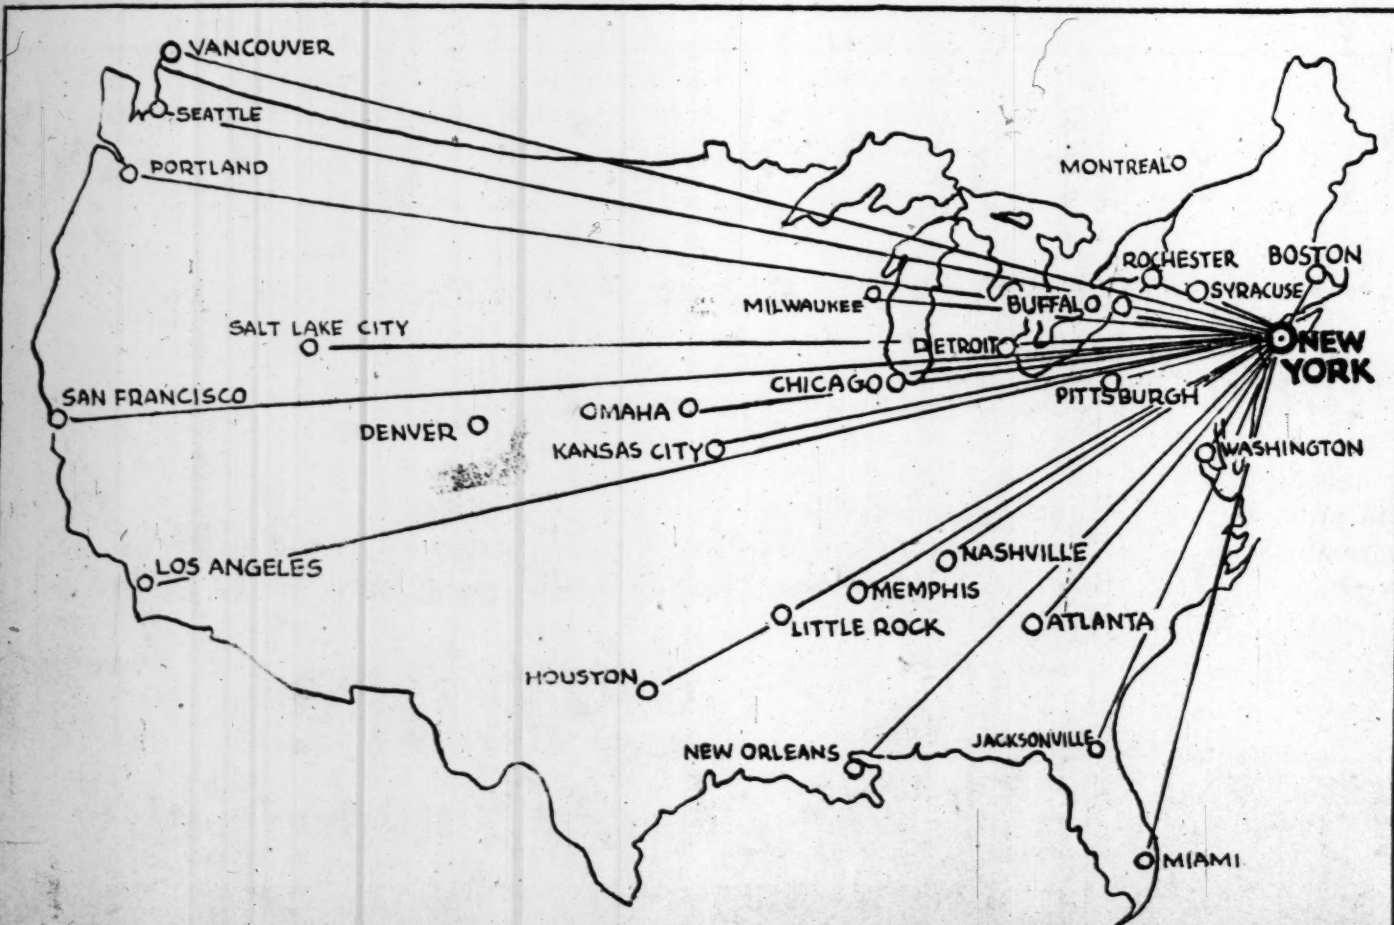 VANCOUVER
SEATTLE
PORTLAND
MONTREAL
ROCHESTER
BOSTON
SYRACUSE
BUFFALO
MILWAUKEE
SALT LAKE CITY
DETROIT
NEW
YORK
CHICAGO
PITTSBURGH
SAN FRANCISCO
OMAHA
DENVER
KANSAS CITY
WASHINGTON
LOS ANGELES
NASHVILLE
MEMPHIS
LITTLE ROCK
ATLANTA
HOUSTON
NEW ORLEANS
JACKSONVILLE
MIAMI